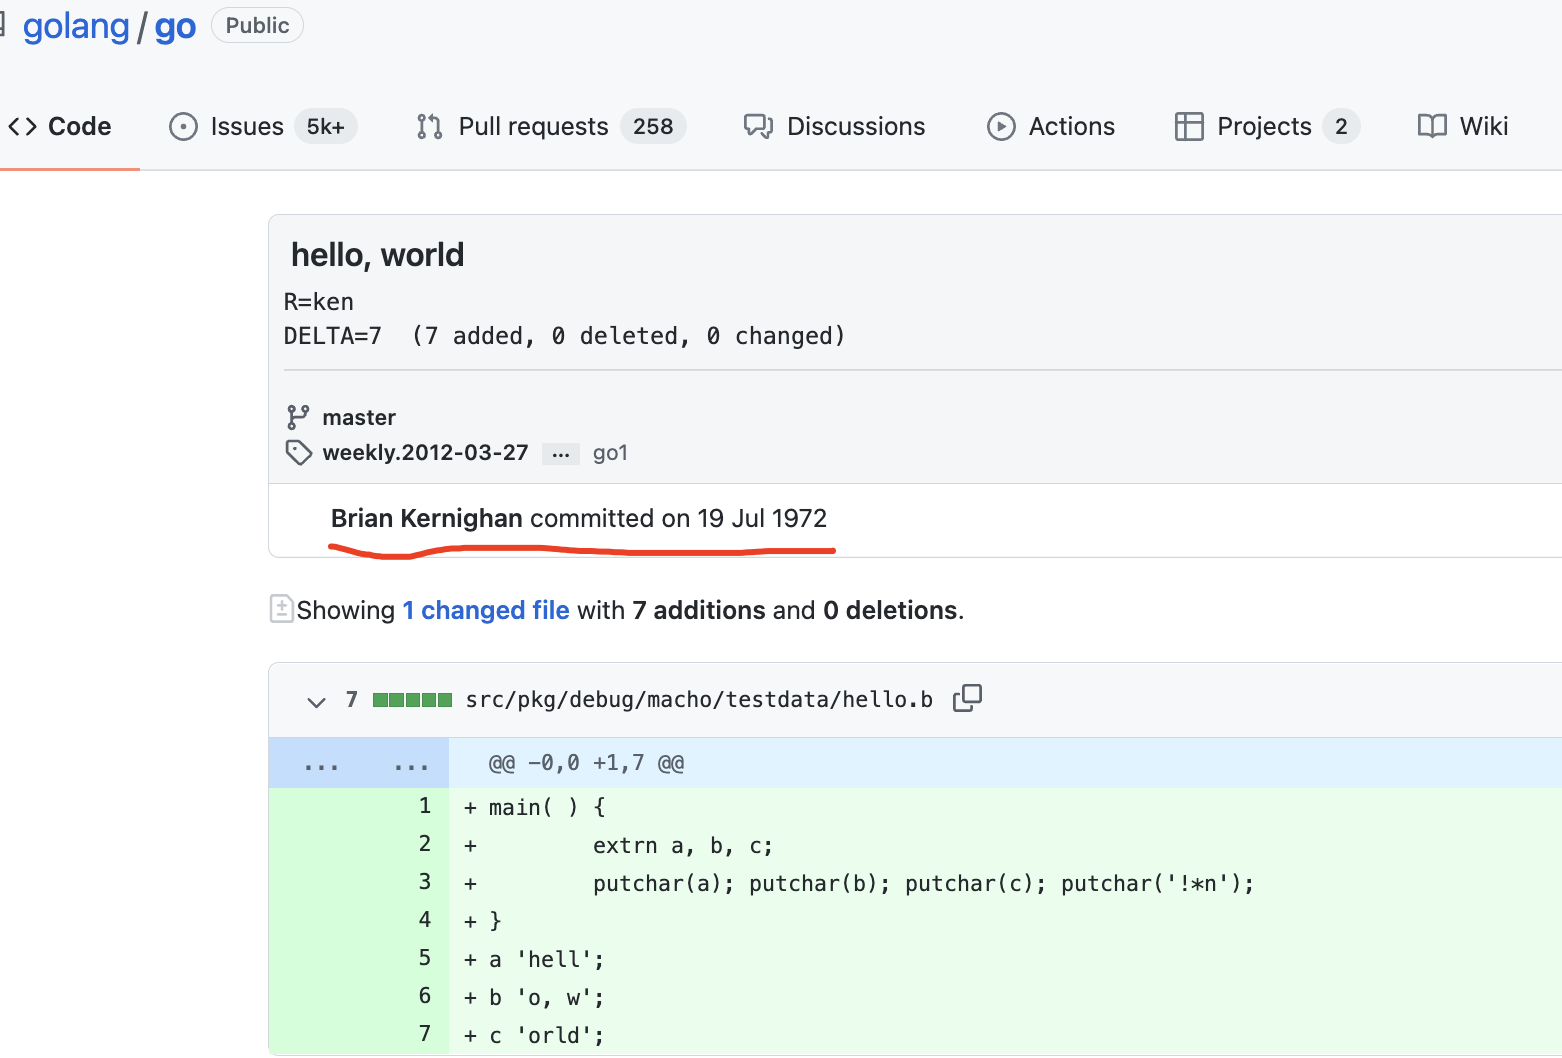 golang / go Public
Code Issues 5k+ Pull requests 258 Discussions Actions Projects 2 Wiki
hello, world
R=ken
DELTA=7  (7 added, 0 deleted, 0 changed)
master
weekly.2012-03-27 ... go1
Brian Kernighan committed on 19 Jul 1972
Showing 1 changed file with 7 additions and 0 deletions.
7 src/pkg/debug/macho/testdata/hello.b
... ... @@ -0,0 +1,7 @@
1 + main( ) {
2 +         extrn a, b, c;
3 +         putchar(a); putchar(b); putchar(c); putchar('!*n');
4 + }
5 + a 'hell';
6 + b 'o, w';
7 + c 'orld';